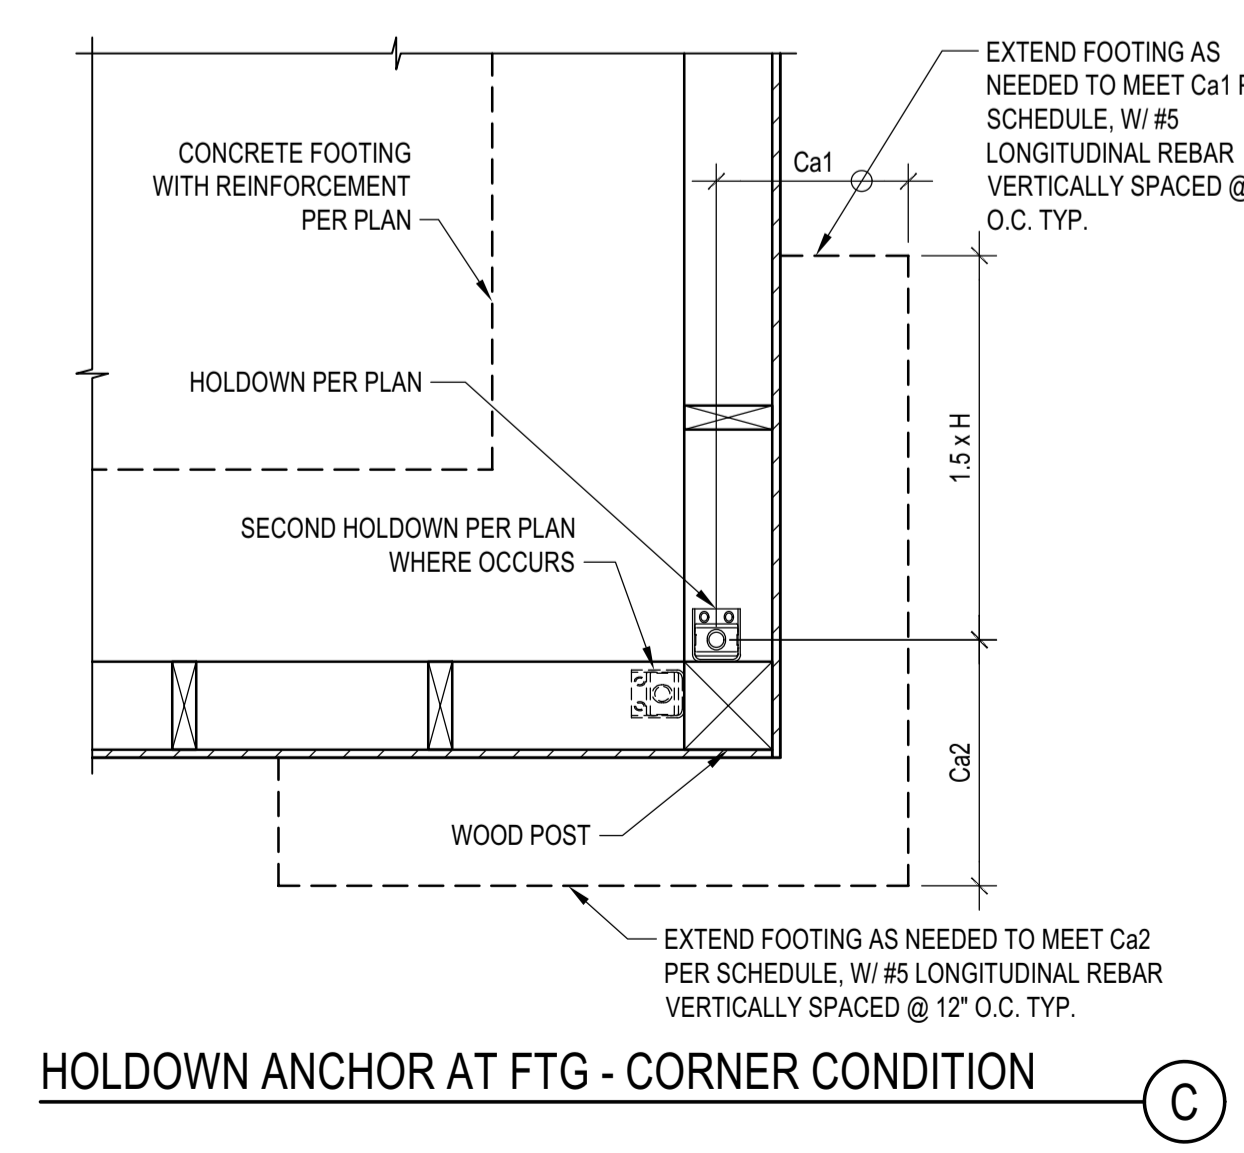 EXTEND FOOTING AS
NEEDED TO MEET Ca1
SCHEDULE, W/ #5
LONGITUDINAL REBAR
VERTICALLY SPACED @
O.C. TYP.
CONCRETE FOOTING
WITH REINFORCEMENT
PER PLAN
Ca1
HOLDOWN PER PLAN
1.5 x H
SECOND HOLDOWN PER PLAN
WHERE OCCURS
Ca2
WOOD POST
EXTEND FOOTING AS NEEDED TO MEET Ca2
PER SCHEDULE, W/ #5 LONGITUDINAL REBAR
VERTICALLY SPACED @ 12" O.C. TYP.
HOLDOWN ANCHOR AT FTG - CORNER CONDITION
C